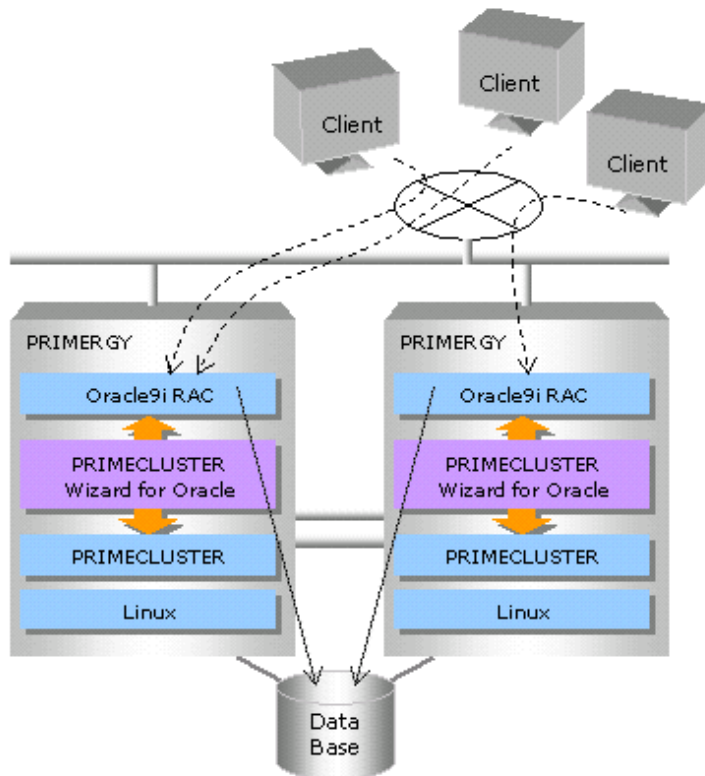 Client
Client
Client
PRIMERGY
Oracle9i RAC
PRIMECLUSTER
Wizard for Oracle
PRIMECLUSTER
Linux
PRIMERGY
Oracle9i RAC
PRIMECLUSTER
Wizard for Oracle
PRIMECLUSTER
Linux
Data
Base